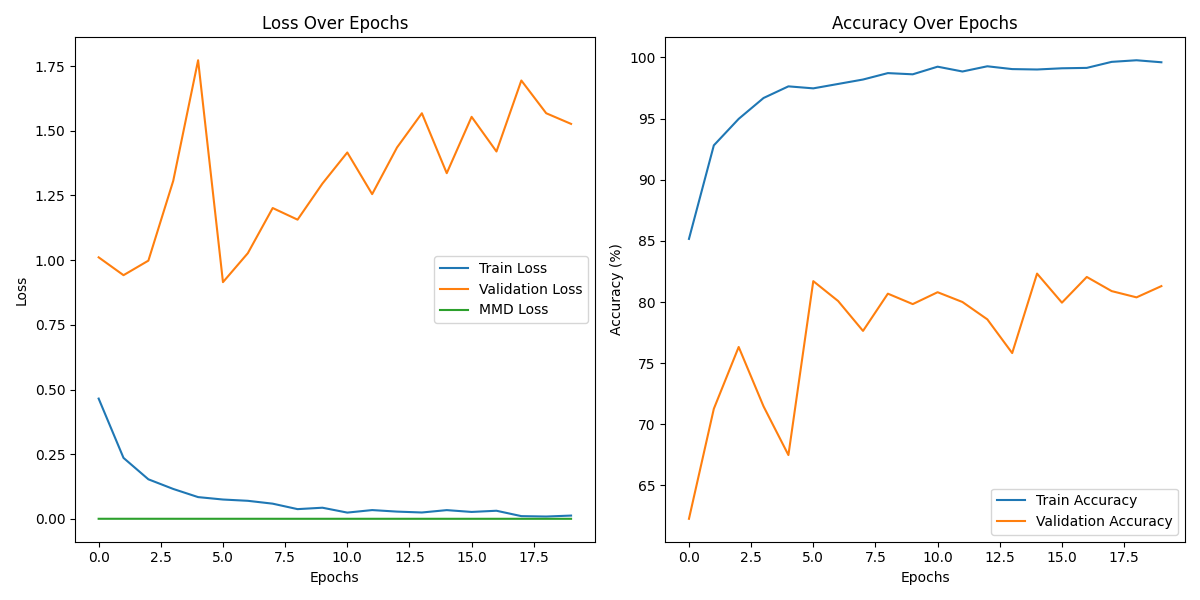 Loss Over Epochs
Loss
1.75
1.50
1.25
1.00
0.75
0.50
0.25
0.00
Train Loss
Validation Loss
MMD Loss
0.0 2.5 5.0 7.5 10.0 12.5 15.0 17.5
Epochs
Accuracy Over Epochs
Accuracy (%)
100
95
90
85
80
75
70
65
Train Accuracy
Validation Accuracy
0.0 2.5 5.0 7.5 10.0 12.5 15.0 17.5
Epochs